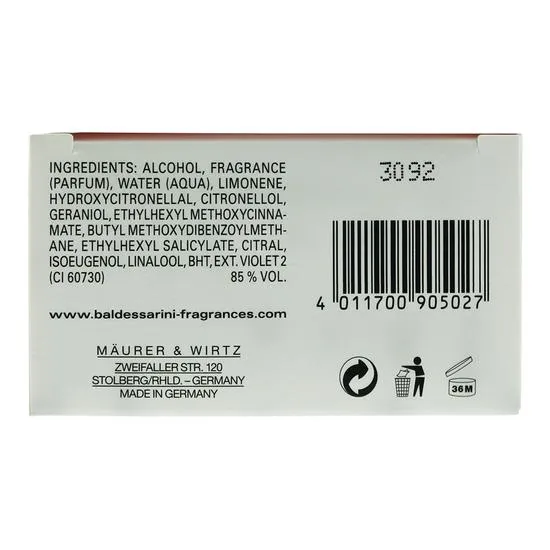 INGREDIENTS: ALCOHOL, FRAGRANCE
(PARFUM), WATER (AQUA), LIMONENE,
HYDROXYCITRONELLAL, CITRONELLOL,
GERANIOL, ETHYLHEXYL METHOXYCINNA-
MATE, BUTYL METHOXYDIBENZOYLMETH-
ANE, ETHYLHEXYL SALICYLATE, CITRAL,
ISOEUGENOL, LINALOOL, BHT, EXT. VIOLET 2
(CI 60730) 85 % VOL.
www.baldessarini-fragrances.com
MÄURER & WIRTZ
ZWEIFALLER STR. 120
STOLBERG/RHLD. – GERMANY
MADE IN GERMANY
3092
4 011700 905027
36M